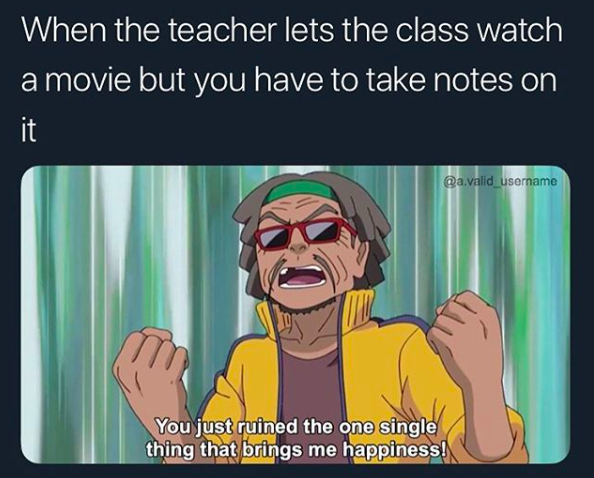 When the teacher lets the class watch
a movie but you have to take notes on
it
@a.valid_username
You just ruined the one single
thing that brings me happiness!